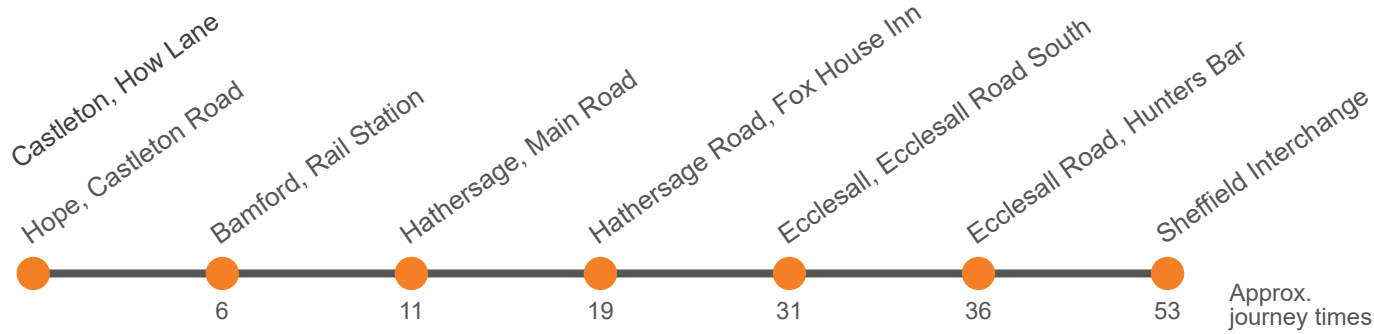 Castleton, How Lane
Hope, Castleton Road
Bamford, Rail Station
Hathersage, Main Road
Hathersage Road, Fox House Inn
Ecclesall, Ecclesall Road South
Ecclesall Road, Hunters Bar
Sheffield Interchange
6
11
19
31
36
53
Approx.
journey times